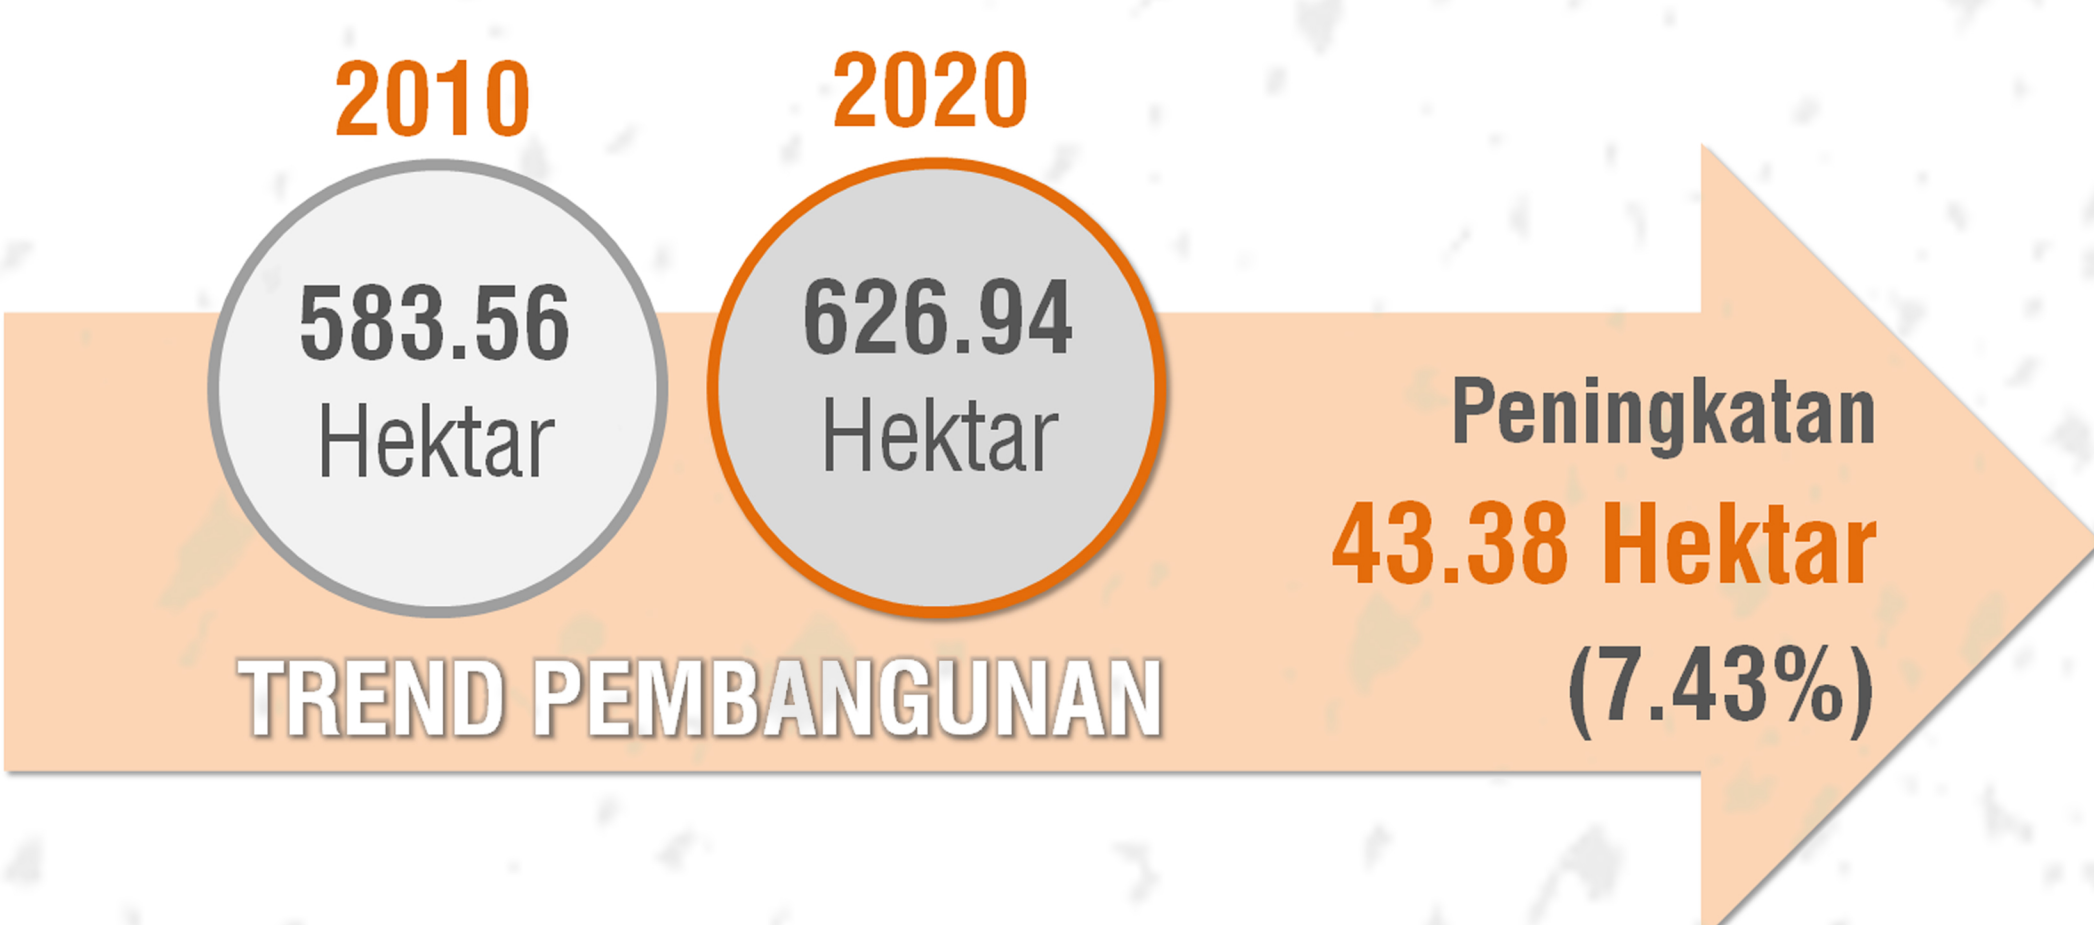 2010
583.56
Hektar
2020
626.94
Hektar
TREND PEMBANGUNAN
Peningkatan
43.38 Hektar
(7.43%)